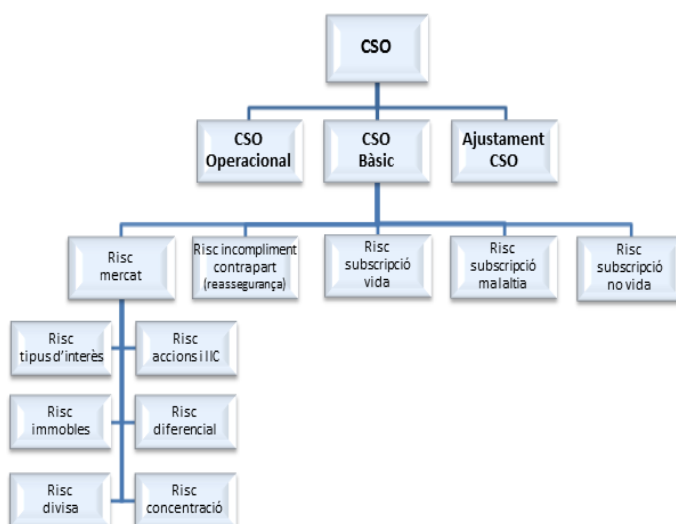 CSO
CSO
Operacional
CSO
Bàsic
Ajustament
CSO
Risc
mercat
Risc incompliment
contrapart
(reassegurança)
Risc
subscripció
vida
Risc
subscripció
malaltia
Risc
subscripció
no vida
Risc
tipus d'interès
Risc
accions i IIC
Risc
immobles
Risc
diferencial
Risc
divisa
Risc
concentració